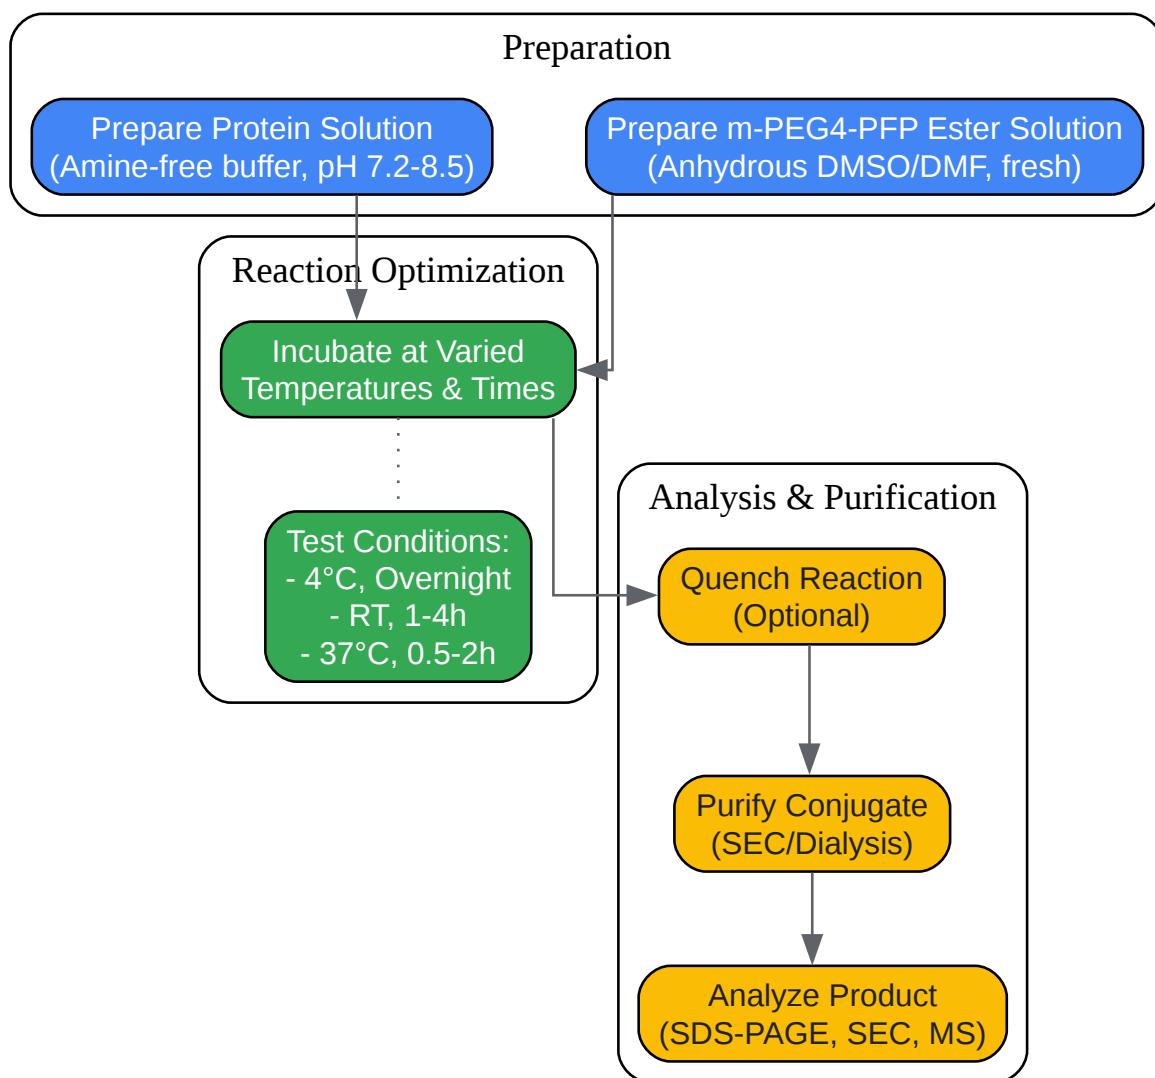 Preparation
Prepare Protein Solution
(Amine-free buffer, pH 7.2-8.5)
Prepare m-PEG4-PFP Ester Solution
(Anhydrous DMSO/DMF, fresh)
Reaction Optimization
Incubate at Varied
Temperatures & Times
Test Conditions:
- 4°C, Overnight
- RT, 1-4h
- 37°C, 0.5-2h
Analysis & Purification
Quench Reaction
(Optional)
Purify Conjugate
(SEC/Dialysis)
Analyze Product
(SDS-PAGE, SEC, MS)